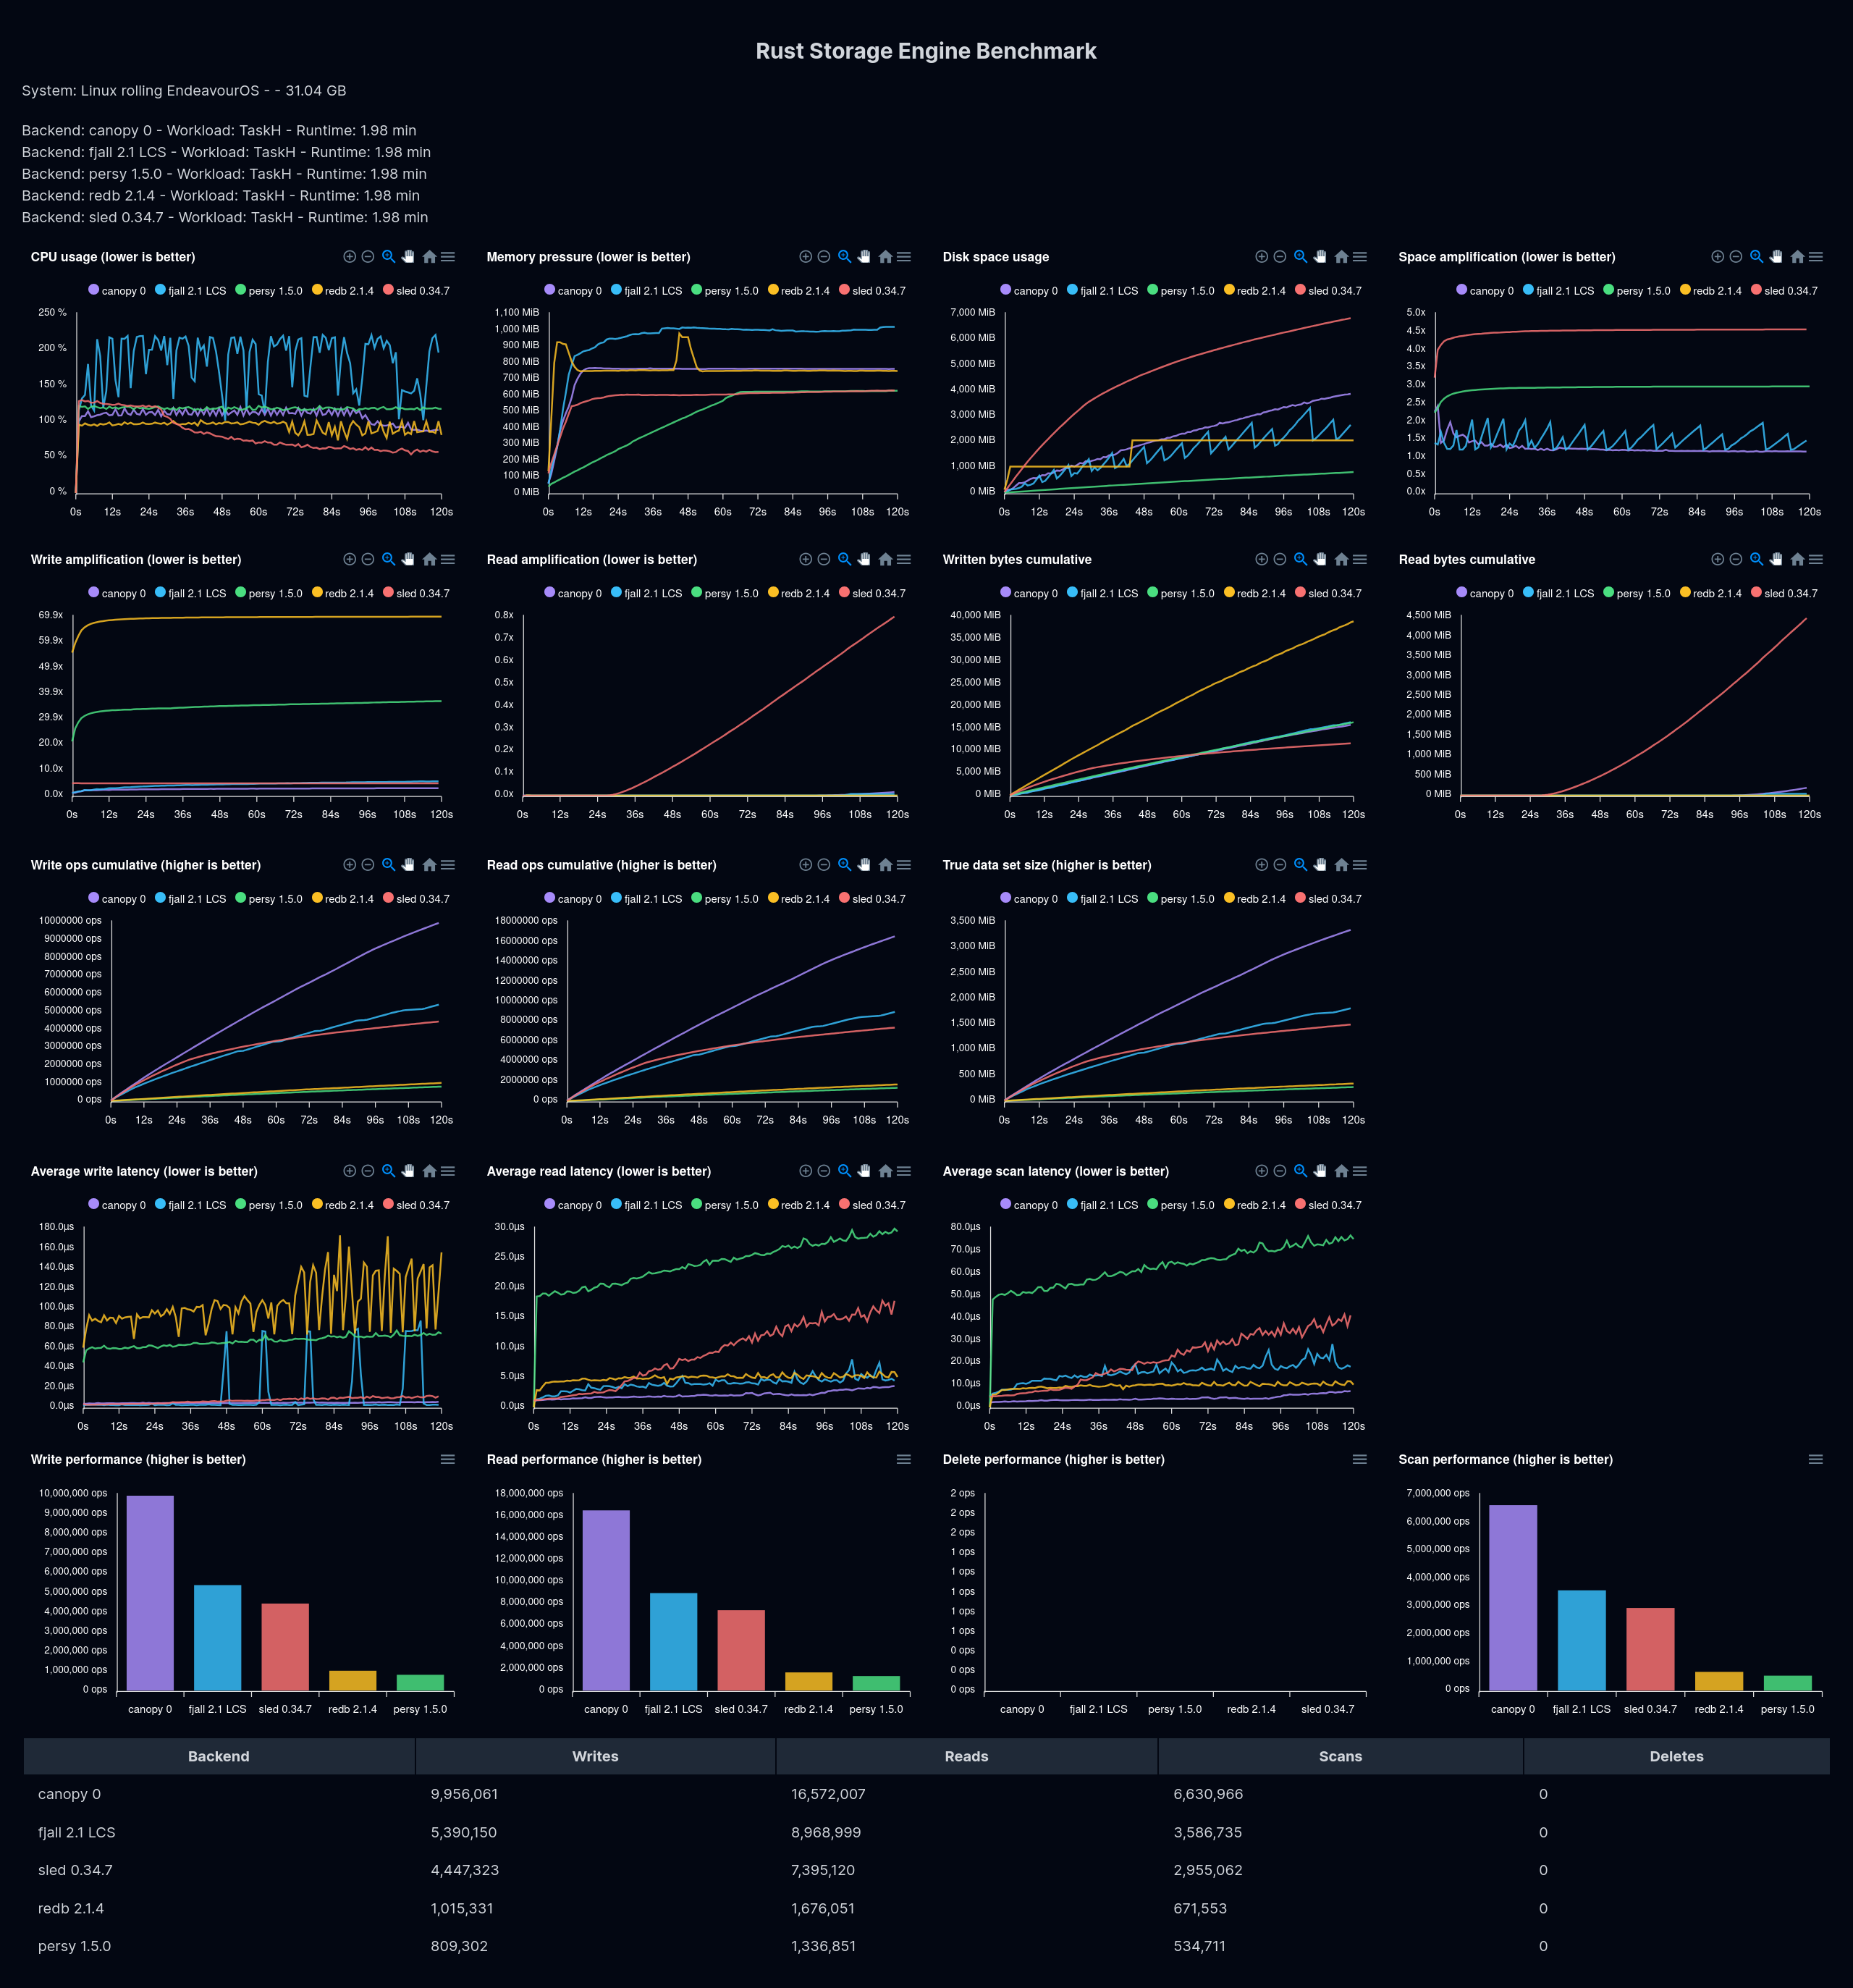 Rust Storage Engine Benchmark
System: Linux rolling EndeavourOS - - 31.04 GB
Backend: canopy 0 - Workload: TaskH - Runtime: 1.98 min
Backend: fjall 2.1 LCS - Workload: TaskH - Runtime: 1.98 min
Backend: persy 1.5.0 - Workload: TaskH - Runtime: 1.98 min
Backend: redb 2.1.4 - Workload: TaskH - Runtime: 1.98 min
Backend: sled 0.34.7 - Workload: TaskH - Runtime: 1.98 min
CPU usage (lower is better)
canopy 0 fjall 2.1 LCS persy 1.5.0 redb 2.1.4 sled 0.34.7
250 %
200 %
150 %
100 %
50 %
0 %
0s 12s 24s 36s 48s 60s 72s 84s 96s 108s 120s
Memory pressure (lower is better)
canopy 0 fjall 2.1 LCS persy 1.5.0 redb 2.1.4 sled 0.34.7
1,100 MiB
1,000 MiB
900 MiB
800 MiB
700 MiB
600 MiB
500 MiB
400 MiB
300 MiB
200 MiB
100 MiB
0 MiB
0s 12s 24s 36s 48s 60s 72s 84s 96s 108s 120s
Disk space usage
canopy 0 fjall 2.1 LCS persy 1.5.0 redb 2.1.4 sled 0.34.7
7,000 MiB
6,000 MiB
5,000 MiB
4,000 MiB
3,000 MiB
2,000 MiB
1,000 MiB
0 MiB
0s 12s 24s 36s 48s 60s 72s 84s 96s 108s 120s
Space amplification (lower is better)
canopy 0 fjall 2.1 LCS persy 1.5.0 redb 2.1.4 sled 0.34.7
5.0x
4.5x
4.0x
3.5x
3.0x
2.5x
2.0x
1.5x
1.0x
0.5x
0.0x
0s 12s 24s 36s 48s 60s 72s 84s 96s 108s 120s
Write amplification (lower is better)
canopy 0 fjall 2.1 LCS persy 1.5.0 redb 2.1.4 sled 0.34.7
69.9x
59.9x
49.9x
39.9x
29.9x
20.0x
10.0x
0.0x
0s 12s 24s 36s 48s 60s 72s 84s 96s 108s 120s
Read amplification (lower is better)
canopy 0 fjall 2.1 LCS persy 1.5.0 redb 2.1.4 sled 0.34.7
0.8x
0.7x
0.6x
0.5x
0.4x
0.3x
0.2x
0.1x
0.0x
0s 12s 24s 36s 48s 60s 72s 84s 96s 108s 120s
Written bytes cumulative
canopy 0 fjall 2.1 LCS persy 1.5.0 redb 2.1.4 sled 0.34.7
40,000 MiB
35,000 MiB
30,000 MiB
25,000 MiB
20,000 MiB
15,000 MiB
10,000 MiB
5,000 MiB
0 MiB
0s 12s 24s 36s 48s 60s 72s 84s 96s 108s 120s
Read bytes cumulative
canopy 0 fjall 2.1 LCS persy 1.5.0 redb 2.1.4 sled 0.34.7
4,500 MiB
4,000 MiB
3,500 MiB
3,000 MiB
2,500 MiB
2,000 MiB
1,500 MiB
1,000 MiB
500 MiB
0 MiB
0s 12s 24s 36s 48s 60s 72s 84s 96s 108s 120s
Write ops cumulative (higher is better)
canopy 0 fjall 2.1 LCS persy 1.5.0 redb 2.1.4 sled 0.34.7
10000000 ops
9000000 ops
8000000 ops
7000000 ops
6000000 ops
5000000 ops
4000000 ops
3000000 ops
2000000 ops
1000000 ops
0 ops
0s 12s 24s 36s 48s 60s 72s 84s 96s 108s 120s
Read ops cumulative (higher is better)
canopy 0 fjall 2.1 LCS persy 1.5.0 redb 2.1.4 sled 0.34.7
18000000 ops
16000000 ops
14000000 ops
12000000 ops
10000000 ops
8000000 ops
6000000 ops
4000000 ops
2000000 ops
0 ops
0s 12s 24s 36s 48s 60s 72s 84s 96s 108s 120s
True data set size (higher is better)
canopy 0 fjall 2.1 LCS persy 1.5.0 redb 2.1.4 sled 0.34.7
3,500 MiB
3,000 MiB
2,500 MiB
2,000 MiB
1,500 MiB
1,000 MiB
500 MiB
0 MiB
0s 12s 24s 36s 48s 60s 72s 84s 96s 108s 120s
Average write latency (lower is better)
canopy 0 fjall 2.1 LCS persy 1.5.0 redb 2.1.4 sled 0.34.7
180.0µs
160.0µs
140.0µs
120.0µs
100.0µs
80.0µs
60.0µs
40.0µs
20.0µs
0.0µs
0s 12s 24s 36s 48s 60s 72s 84s 96s 108s 120s
Average read latency (lower is better)
canopy 0 fjall 2.1 LCS persy 1.5.0 redb 2.1.4 sled 0.34.7
30.0µs
25.0µs
20.0µs
15.0µs
10.0µs
5.0µs
0.0µs
0s 12s 24s 36s 48s 60s 72s 84s 96s 108s 120s
Average scan latency (lower is better)
canopy 0 fjall 2.1 LCS persy 1.5.0 redb 2.1.4 sled 0.34.7
80.0µs
70.0µs
60.0µs
50.0µs
40.0µs
30.0µs
20.0µs
10.0µs
0.0µs
0s 12s 24s 36s 48s 60s 72s 84s 96s 108s 120s
Write performance (higher is better)
10,000,000 ops
9,000,000 ops
8,000,000 ops
7,000,000 ops
6,000,000 ops
5,000,000 ops
4,000,000 ops
3,000,000 ops
2,000,000 ops
1,000,000 ops
0 ops
canopy 0 fjall 2.1 LCS sled 0.34.7 redb 2.1.4 persy 1.5.0
Read performance (higher is better)
18,000,000 ops
16,000,000 ops
14,000,000 ops
12,000,000 ops
10,000,000 ops
8,000,000 ops
6,000,000 ops
4,000,000 ops
2,000,000 ops
0 ops
canopy 0 fjall 2.1 LCS sled 0.34.7 redb 2.1.4 persy 1.5.0
Delete performance (higher is better)
2 ops
2 ops
2 ops
1 ops
1 ops
1 ops
1 ops
1 ops
0 ops
0 ops
0 ops
canopy 0 fjall 2.1 LCS persy 1.5.0 redb 2.1.4 sled 0.34.7
Scan performance (higher is better)
7,000,000 ops
6,000,000 ops
5,000,000 ops
4,000,000 ops
3,000,000 ops
2,000,000 ops
1,000,000 ops
0 ops
canopy 0 fjall 2.1 LCS sled 0.34.7 redb 2.1.4 persy 1.5.0
Backend Writes Reads Scans Deletes
canopy 0 9,956,061 16,572,007 6,630,966 0
fjall 2.1 LCS 5,390,150 8,968,999 3,586,735 0
sled 0.34.7 4,447,323 7,395,120 2,955,062 0
redb 2.1.4 1,015,331 1,676,051 671,553 0
persy 1.5.0 809,302 1,336,851 534,711 0